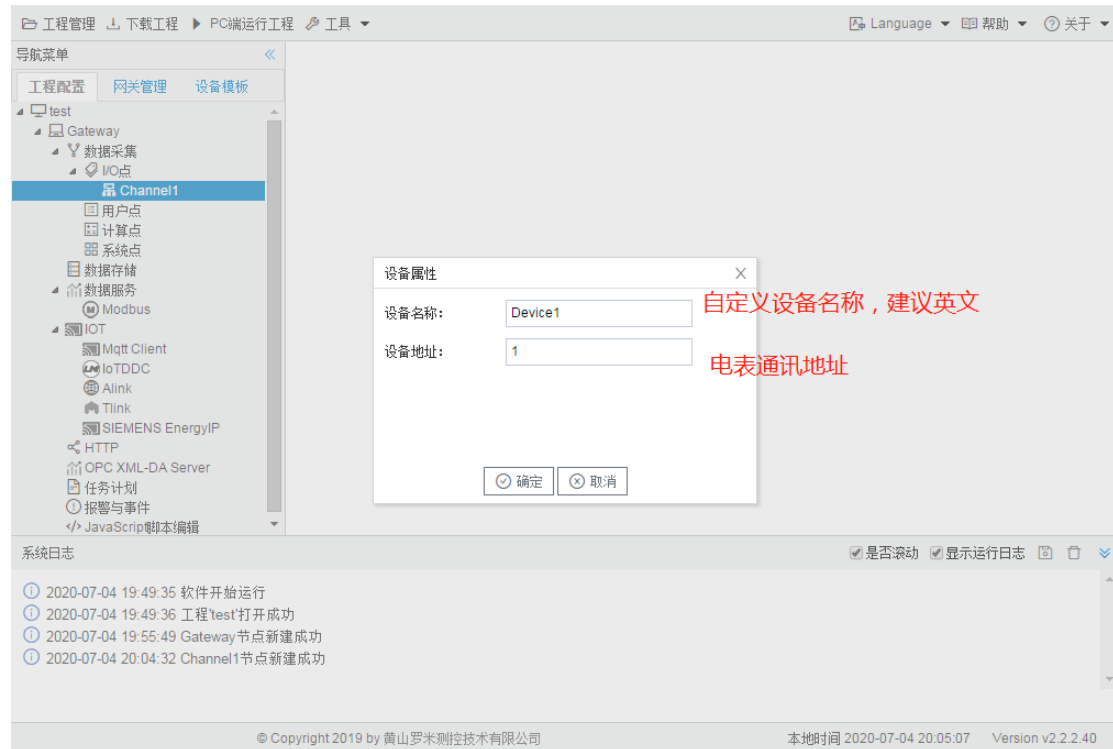 工程管理 下载工程 PC端运行工程 工具 Language 帮助 关于
导航菜单
工程配置 网关管理 设备模板
test
Gateway
数据采集
I/O点
Channel1
用户点
计算点
系统点
数据存储
数据服务
Modbus
IOT
Mqtt Client
IoTDDC
Alink
Tlink
SIEMENS EnergyIP
HTTP
OPC XML-DA Server
任务计划
报警与事件
JavaScript脚本编辑
设备属性
设备名称： Device1 自定义设备名称，建议英文
设备地址： 1 电表通讯地址
确定 取消
系统日志 是否滚动 显示运行日志
2020-07-04 19:49:35 软件开始运行
2020-07-04 19:49:36 工程'test'打开成功
2020-07-04 19:55:49 Gateway节点新建成功
2020-07-04 20:04:32 Channel1节点新建成功
© Copyright 2019 by 黄山罗米测控技术有限公司 本地时间 2020-07-04 20:05:07 Version v2.2.2.40